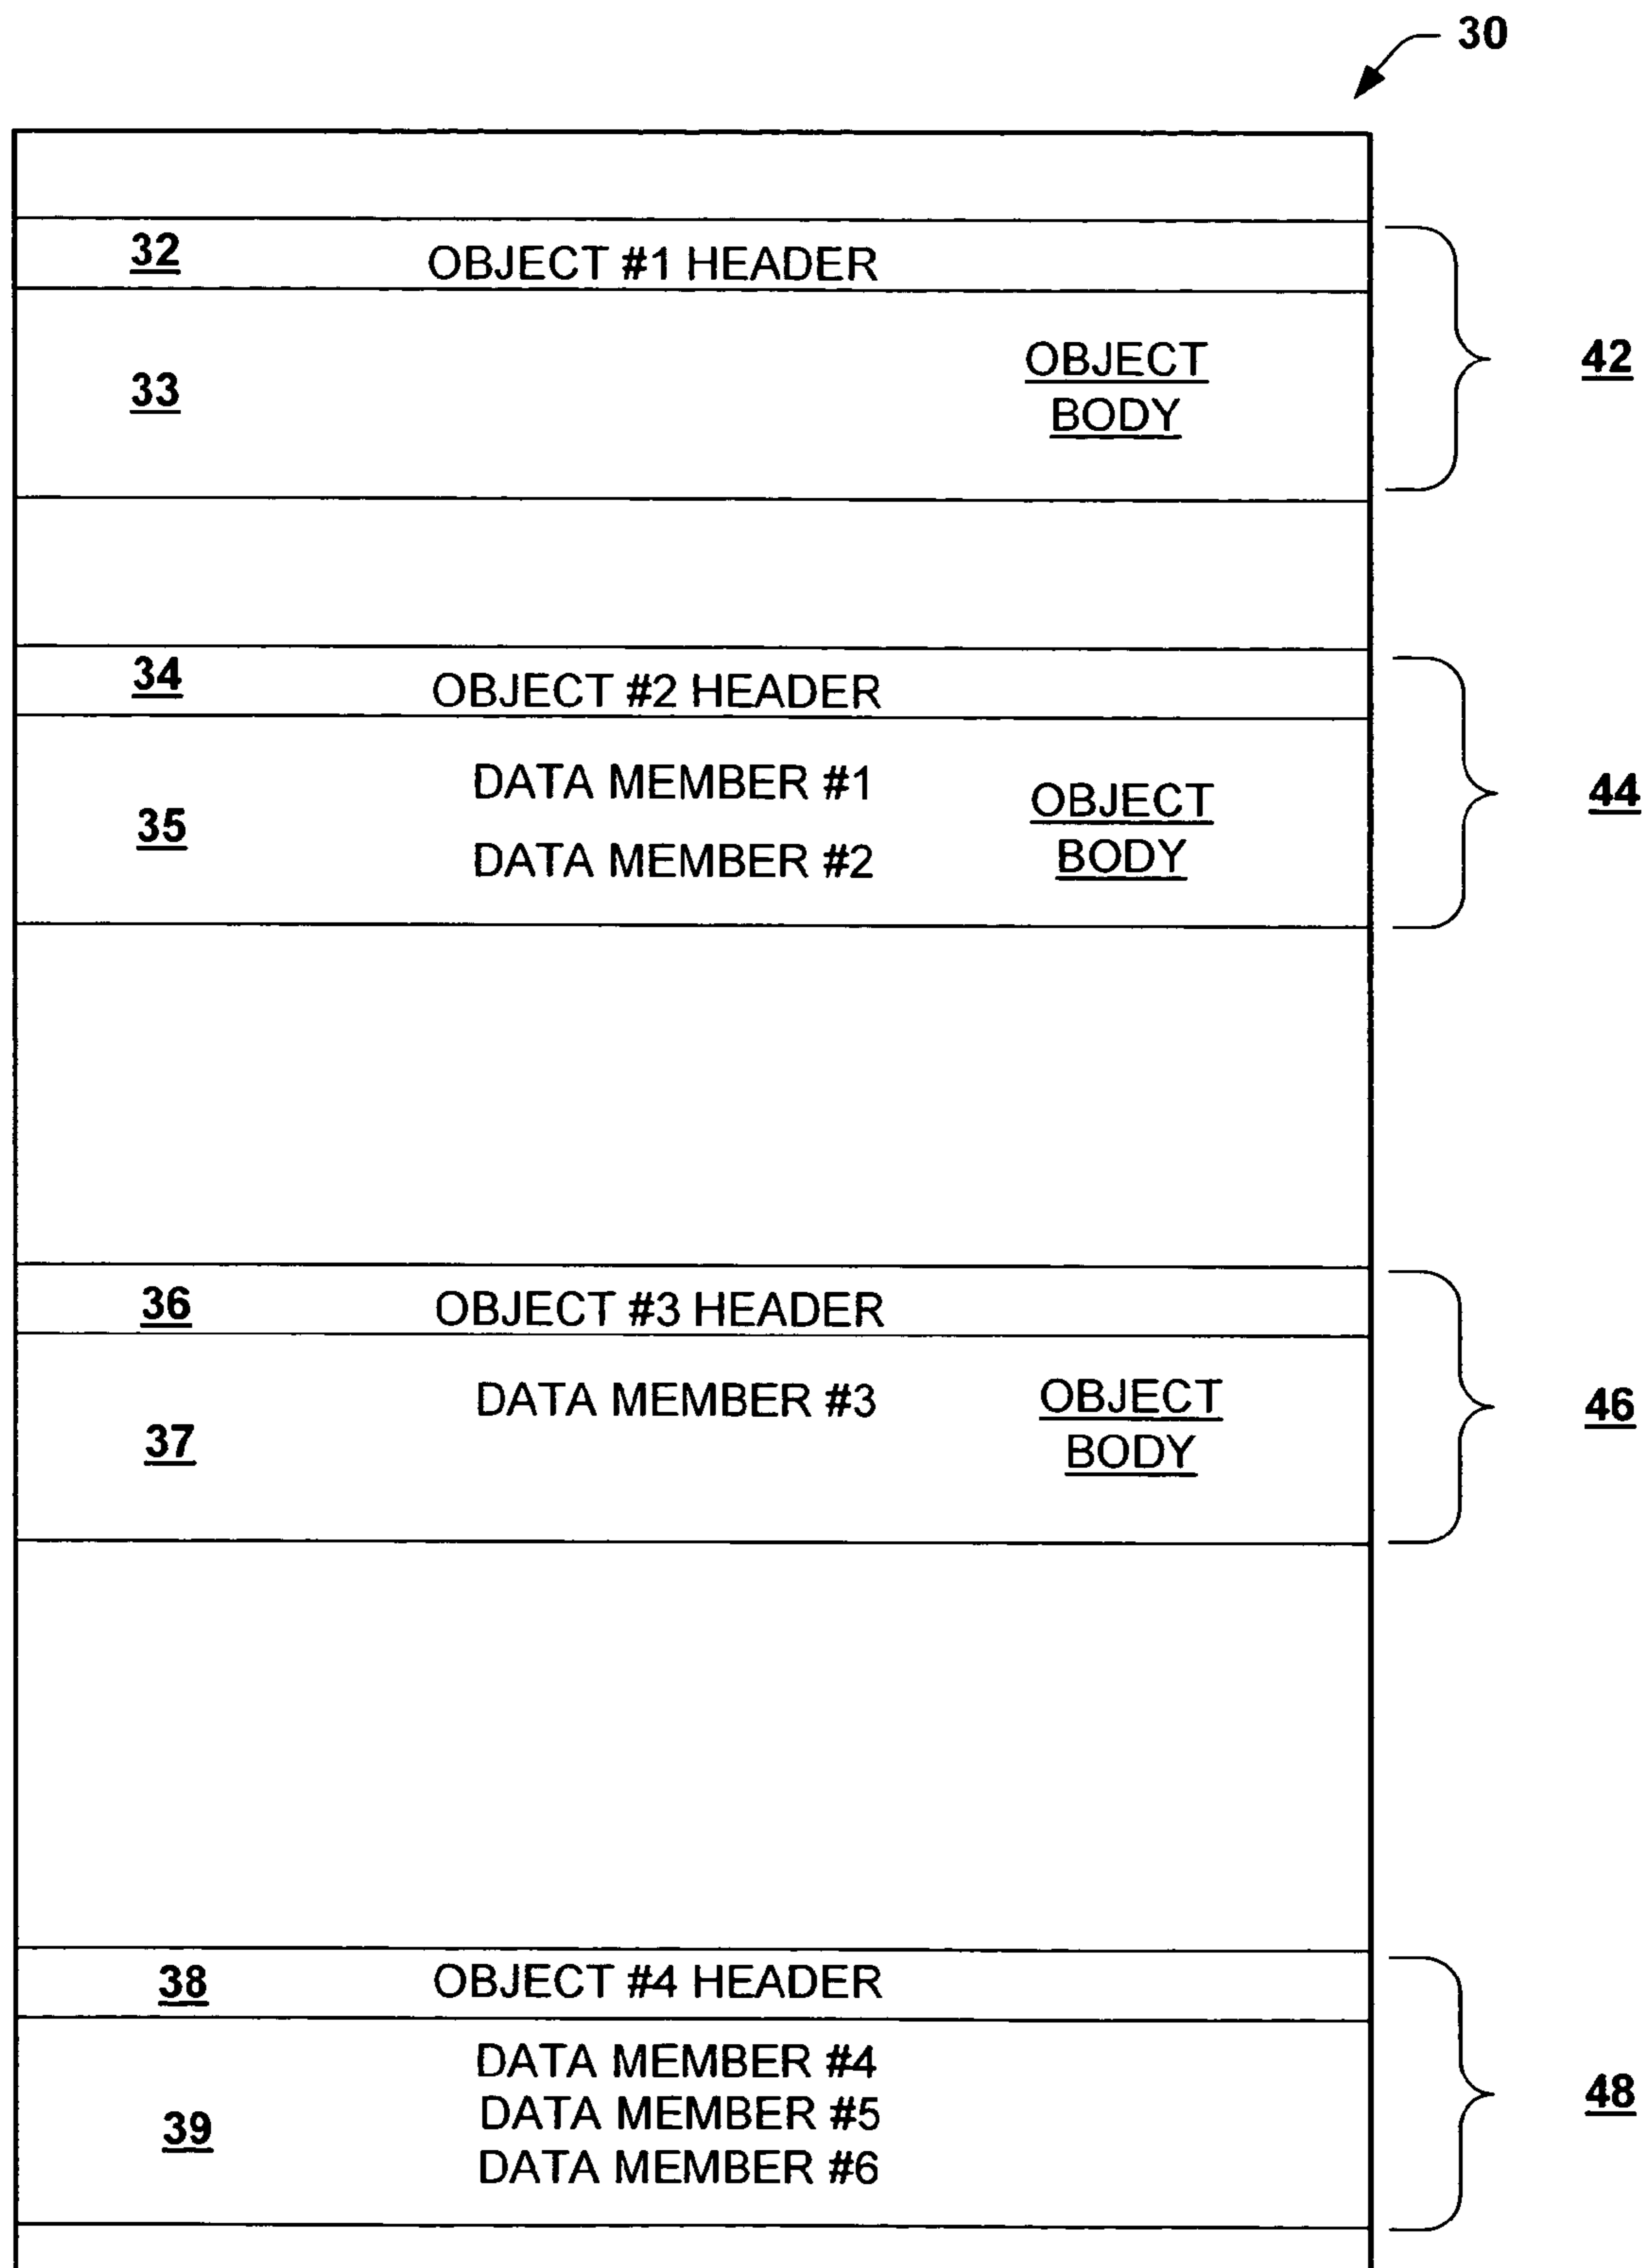 30
32 OBJECT #1 HEADER
33
OBJECT
BODY
42
34 OBJECT #2 HEADER
DATA MEMBER #1
DATA MEMBER #2
35
OBJECT
BODY
44
36 OBJECT #3 HEADER
DATA MEMBER #3
37
OBJECT
BODY
46
38 OBJECT #4 HEADER
DATA MEMBER #4
DATA MEMBER #5
DATA MEMBER #6
39
48